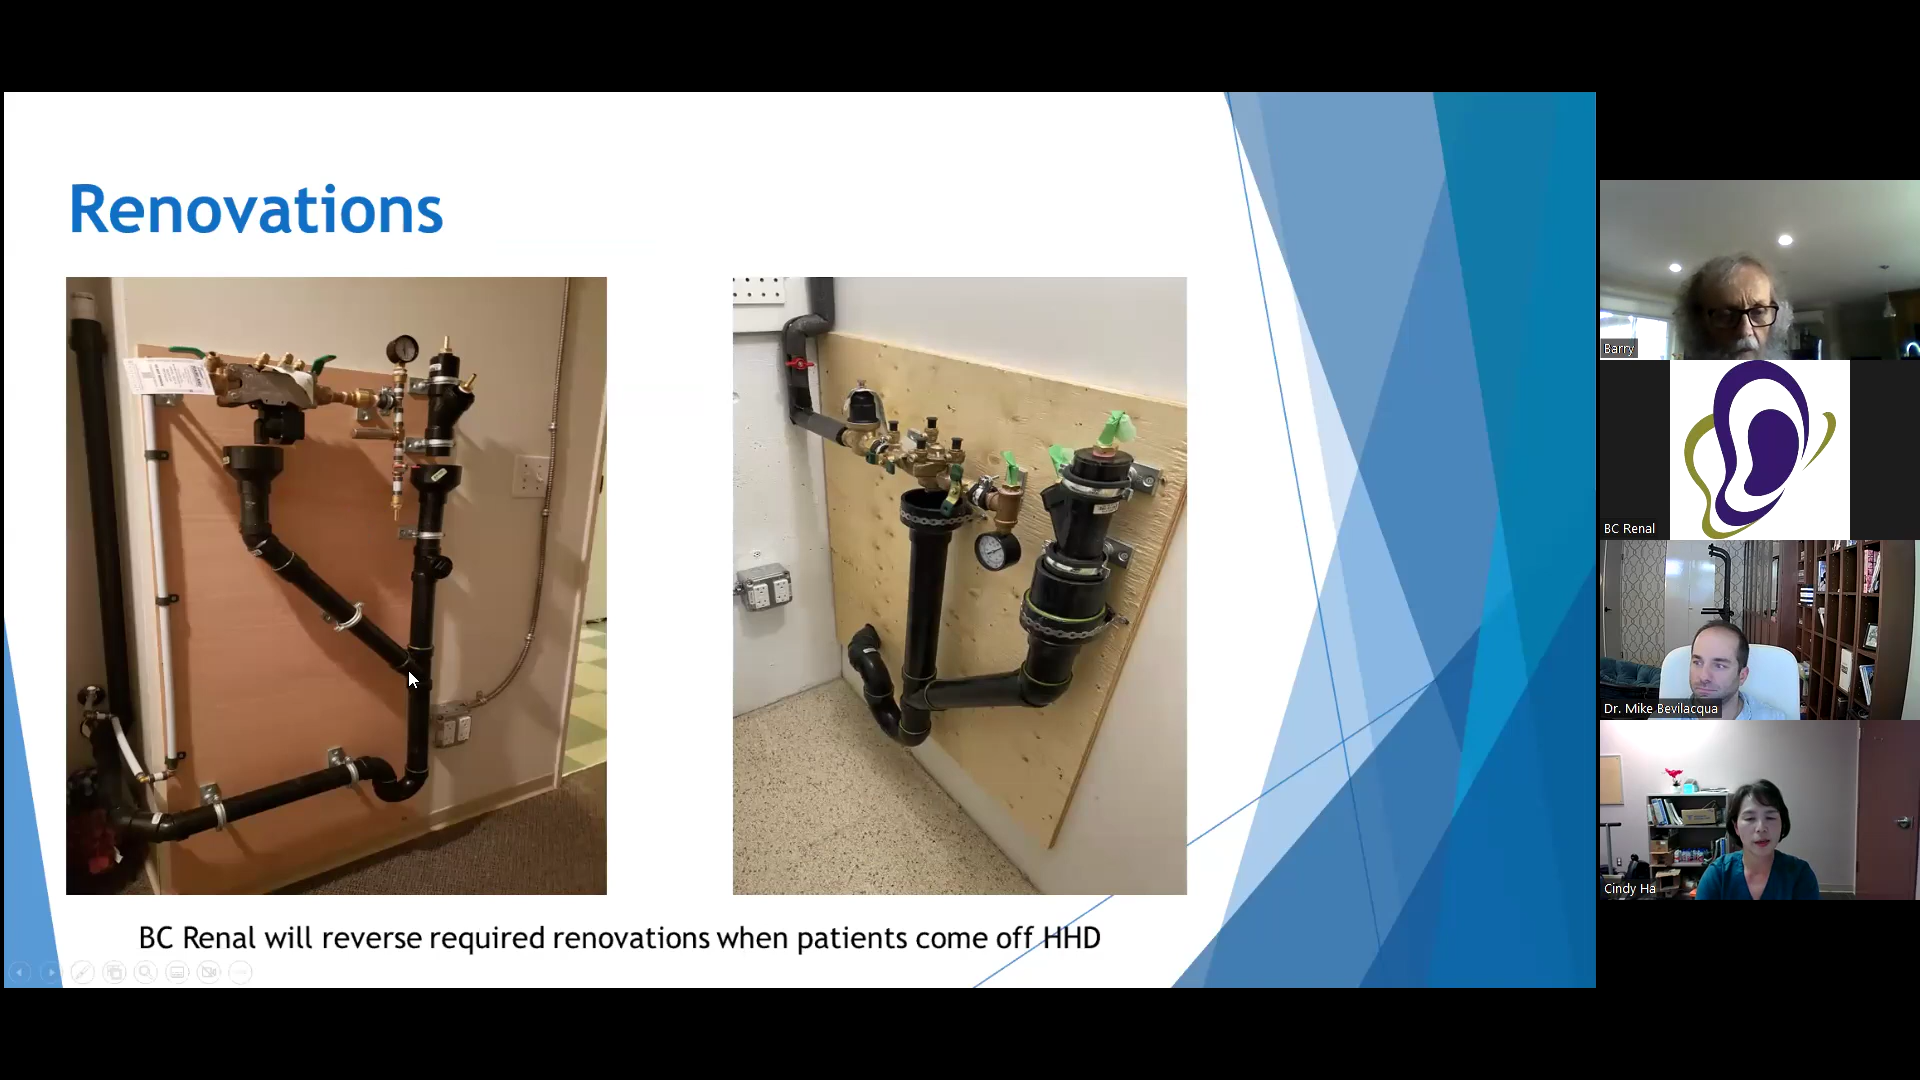 Renovations
BC Renal will reverse required renovations when patients come off HHD
Barry
BC Renal
Dr. Mike Bevilacqua
Cindy Ha